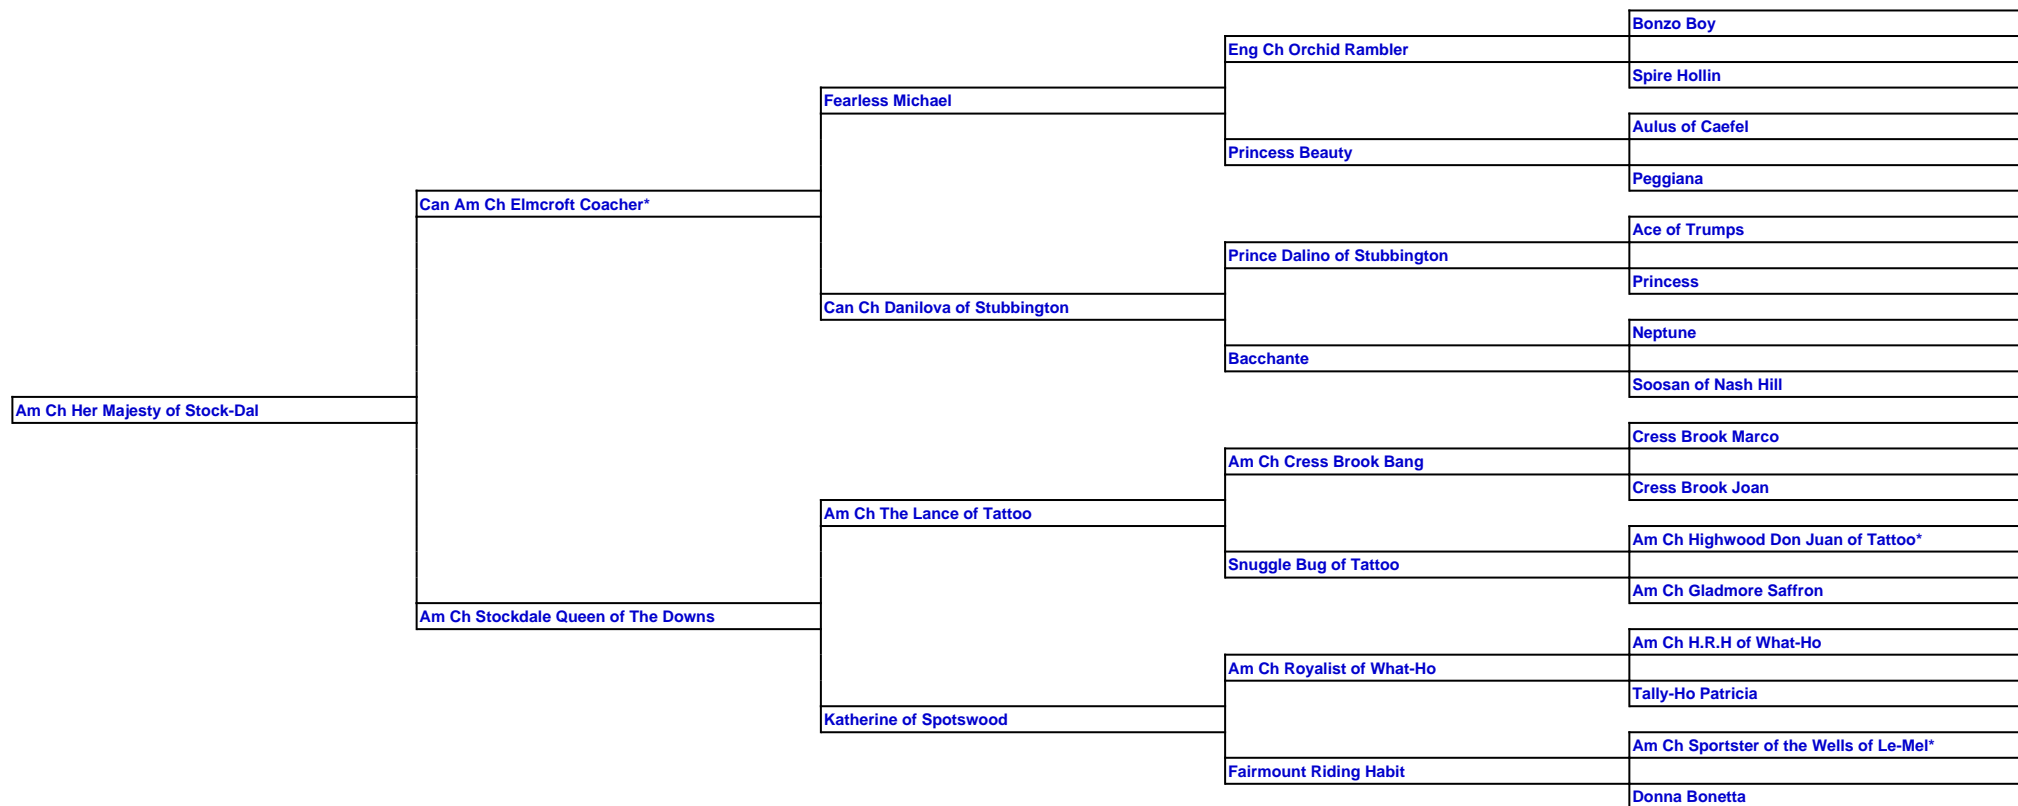 Bonzo Boy
Eng Ch Orchid Rambler
Spire Hollin
Fearless Michael
Aulus of Caefel
Princess Beauty
Peggiana
Can Am Ch Elmcroft Coacher*
Ace of Trumps
Prince Dalino of Stubbington
Princess
Can Ch Danilova of Stubbington
Neptune
Bacchante
Soosan of Nash Hill
Am Ch Her Majesty of Stock-Dal
Cress Brook Marco
Am Ch Cress Brook Bang
Cress Brook Joan
Am Ch The Lance of Tattoo
Am Ch Highwood Don Juan of Tattoo*
Snuggle Bug of Tattoo
Am Ch Gladmore Saffron
Am Ch Stockdale Queen of The Downs
Am Ch H.R.H of What-Ho
Am Ch Royalist of What-Ho
Tally-Ho Patricia
Katherine of Spotswood
Am Ch Sportster of the Wells of Le-Mel*
Fairmount Riding Habit
Donna Bonetta